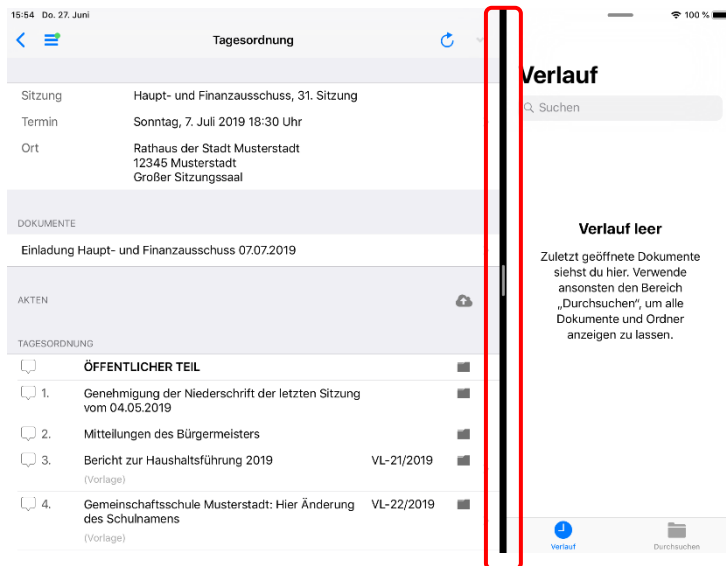 15:54 Do. 27. Juni
100 %
Tagesordnung
Sitzung Haupt- und Finanzausschuss, 31. Sitzung
Termin Sonntag, 7. Juli 2019 18:30 Uhr
Ort Rathaus der Stadt Musterstadt
12345 Musterstadt
Großer Sitzungssaal
DOKUMENTE
Einladung Haupt- und Finanzausschuss 07.07.2019
AKTEN
TAGESORDNUNG
ÖFFENTLICHER TEIL
1. Genehmigung der Niederschrift der letzten Sitzung
vom 04.05.2019
2. Mitteilungen des Bürgermeisters
3. Bericht zur Haushaltsführung 2019 VL-21/2019
(Vorlage)
4. Gemeinschaftsschule Musterstadt: Hier Änderung VL-22/2019
des Schulnamens
(Vorlage)
Verlauf
Suchen
Verlauf leer
Zuletzt geöffnete Dokumente
siehst du hier. Verwende
ansonsten den Bereich
„Durchsuchen“, um alle
Dokumente und Ordner
anzeigen zu lassen.
Verlauf
Durchsuchen